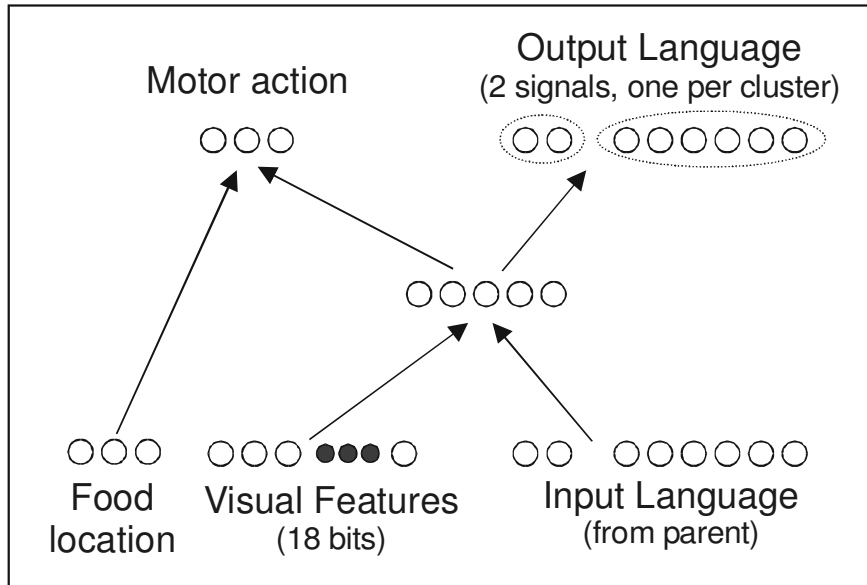 Output Language
(2 signals, one per cluster)
Motor action
Food
location
Visual Features
(18 bits)
Input Language
(from parent)